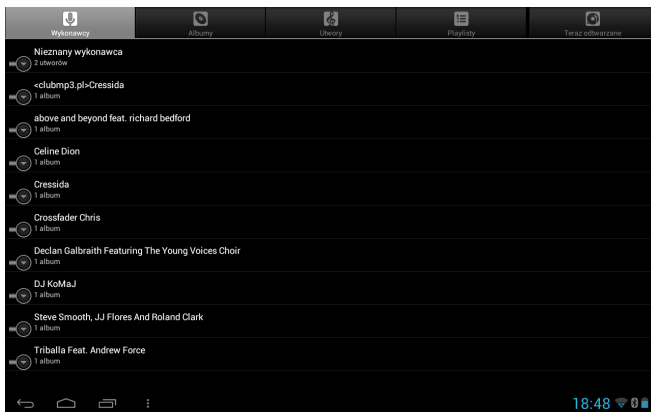 Wykonawcy
Albumy
Utwory
Playlisty
Teraz odtwarzane
Nieznany wykonawca
2 utworów
<clubmp3.pl>Cressida
1 album
above and beyond feat. richard bedford
1 album
Celine Dion
1 album
Cressida
1 album
Crossfader Chris
1 album
Declan Galbraith Featuring The Young Voices Choir
1 album
DJ KoMaJ
1 album
Steve Smooth, JJ Flores And Roland Clark
1 album
Triballa Feat. Andrew Force
1 album
18:48